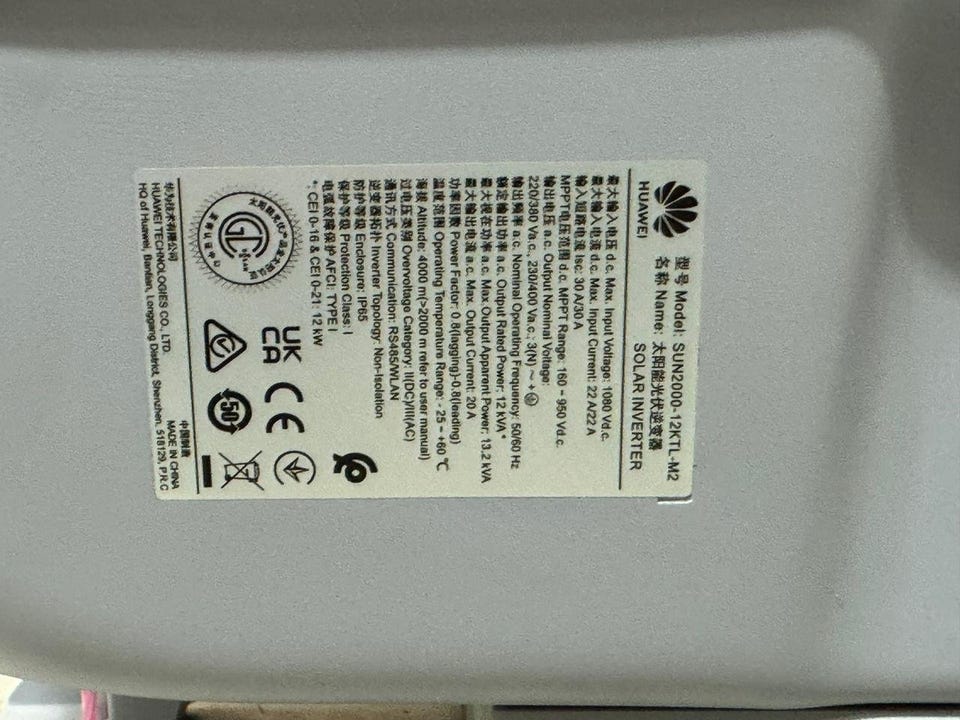 HUAWEI
型号 Model: SUN2000-12KTL-M2
名称 Name: 太阳能光伏逆变器
SOLAR INVERTER
最大输入电压 d.c. Max. Input Voltage: 1080 Vd.c.
最大输入电流 d.c. Max. Input Current: 22 A/22 A
输入短路电流 Isc: 30 A/30 A
MPPT电压范围 d.c. MPPT Range: 160 - 950 Vd.c.
输出电压 a.c. Output Nominal Voltage:
220/380 Va.c., 230/400 Va.c.; 3(N) ~ +
输出频率 a.c. Nominal Operating Frequency: 50/60 Hz
额定输出功率 a.c. Output Rated Power: 12 kVA *
最大视在功率 a.c. Max. Output Apparent Power: 13.2 kVA
最大输出电流 a.c. Max. Output Current: 20 A
功率因数 Power Factor: 0.8(lagging)-0.8(leading)
温度范围 Operating Temperature Range: - 25 ~ +60 ℃
海拔 Altitude: 4000 m(>2000 m refer to user manual)
过电压类别 Overvoltage Category: II(DC)/III(AC)
通讯方式 Communication: RS485/WLAN
逆变器拓扑 Inverter Topology: Non-Isolation
防护等级 Enclosure: IP65
保护等级 Protection Class: I
电弧故障保护 AFCI: TYPE I
*: CEI 0-16 & CEI 0-21: 12 kW
UK
CA
CE
50
华为技术有限公司
HUAWEI TECHNOLOGIES CO., LTD.
HQ of Huawei, Bantian, Longgang District, Shenzhen, 518129, P.R.C
中国制造
MADE IN CHINA